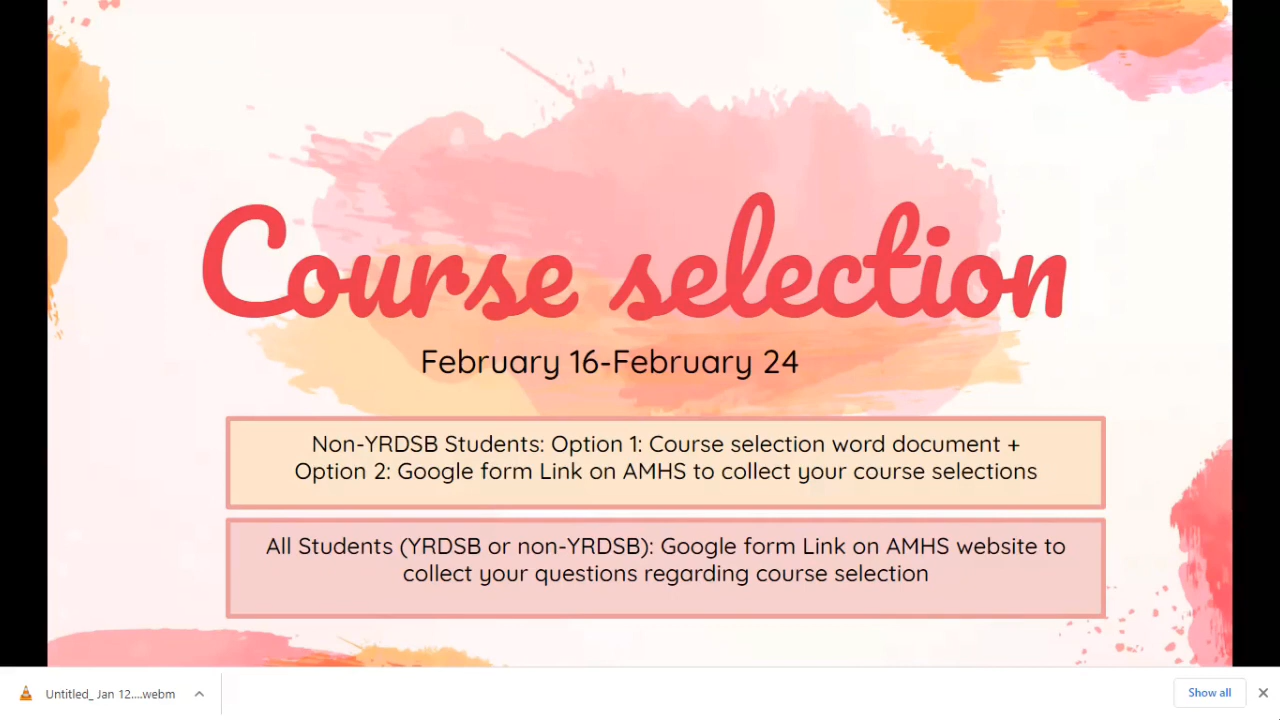 Course selection
February 16-February 24
Non-YRDSB Students: Option 1: Course selection word document +
Option 2: Google form Link on AMHS to collect your course selections
All Students (YRDSB or non-YRDSB): Google form Link on AMHS website to
collect your questions regarding course selection
Untitled_ Jan 12....webm
Show all